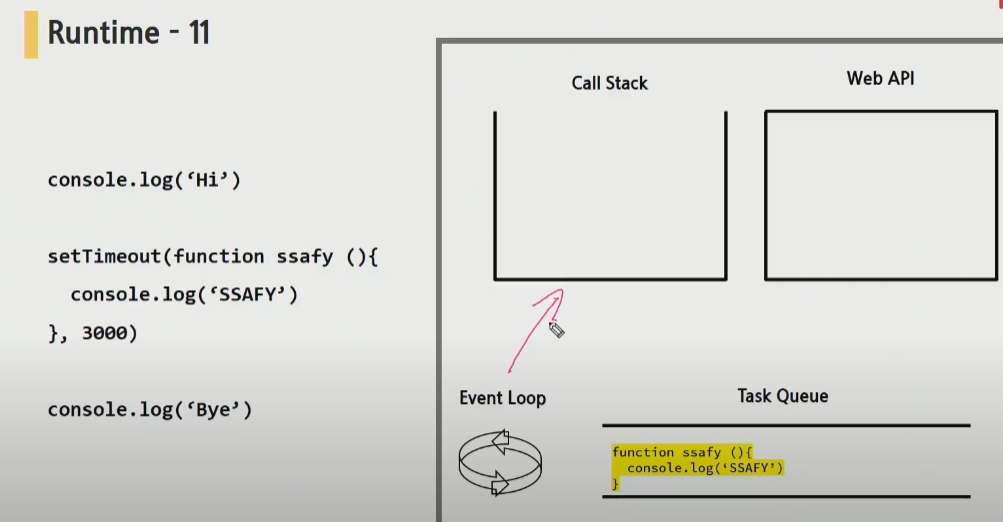 Runtime - 11
console.log(‘Hi’)
setTimeout(function ssafy (){
console.log(‘SSAFY’)
}, 3000)
console.log(‘Bye’)
Call Stack
Web API
Event Loop
Task Queue
function ssafy (){
console.log(‘SSAFY’)
}